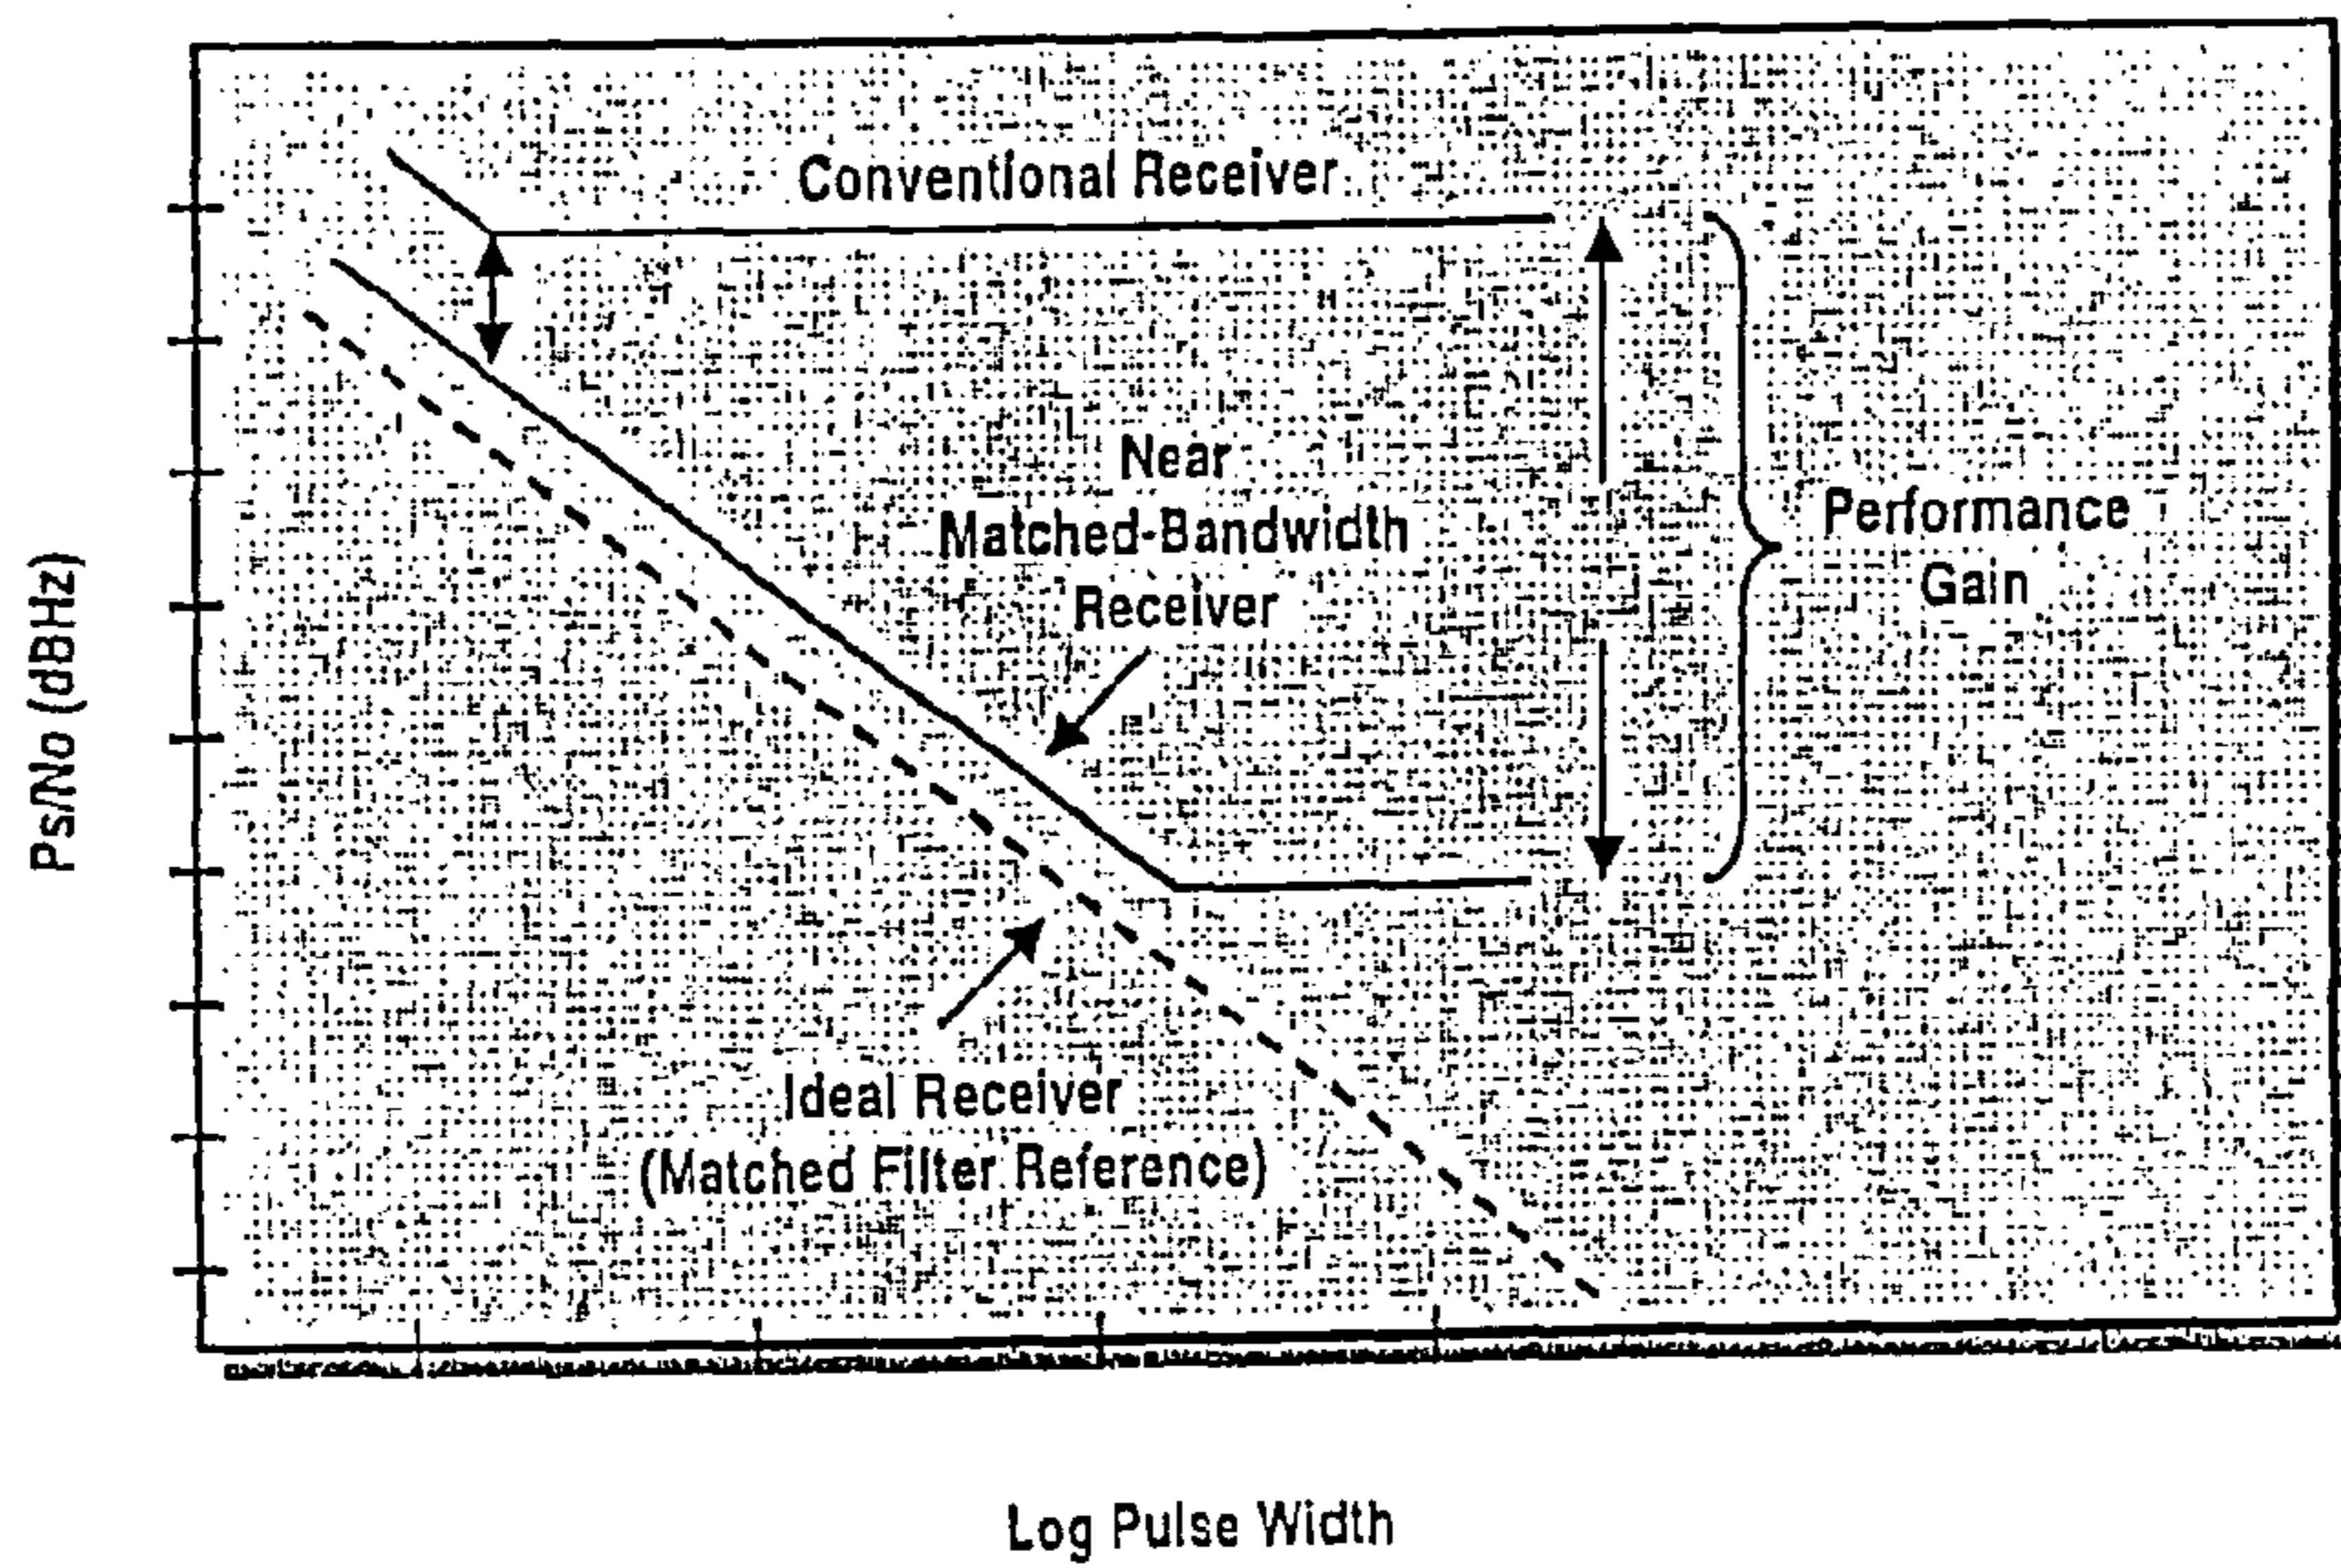 Conventional Receiver
Near
Matched-Bandwidth
Receiver
Performance
Gain
Ps/No (dBHz)
Ideal Receiver
(Matched Filter Reference)
Log Pulse Width